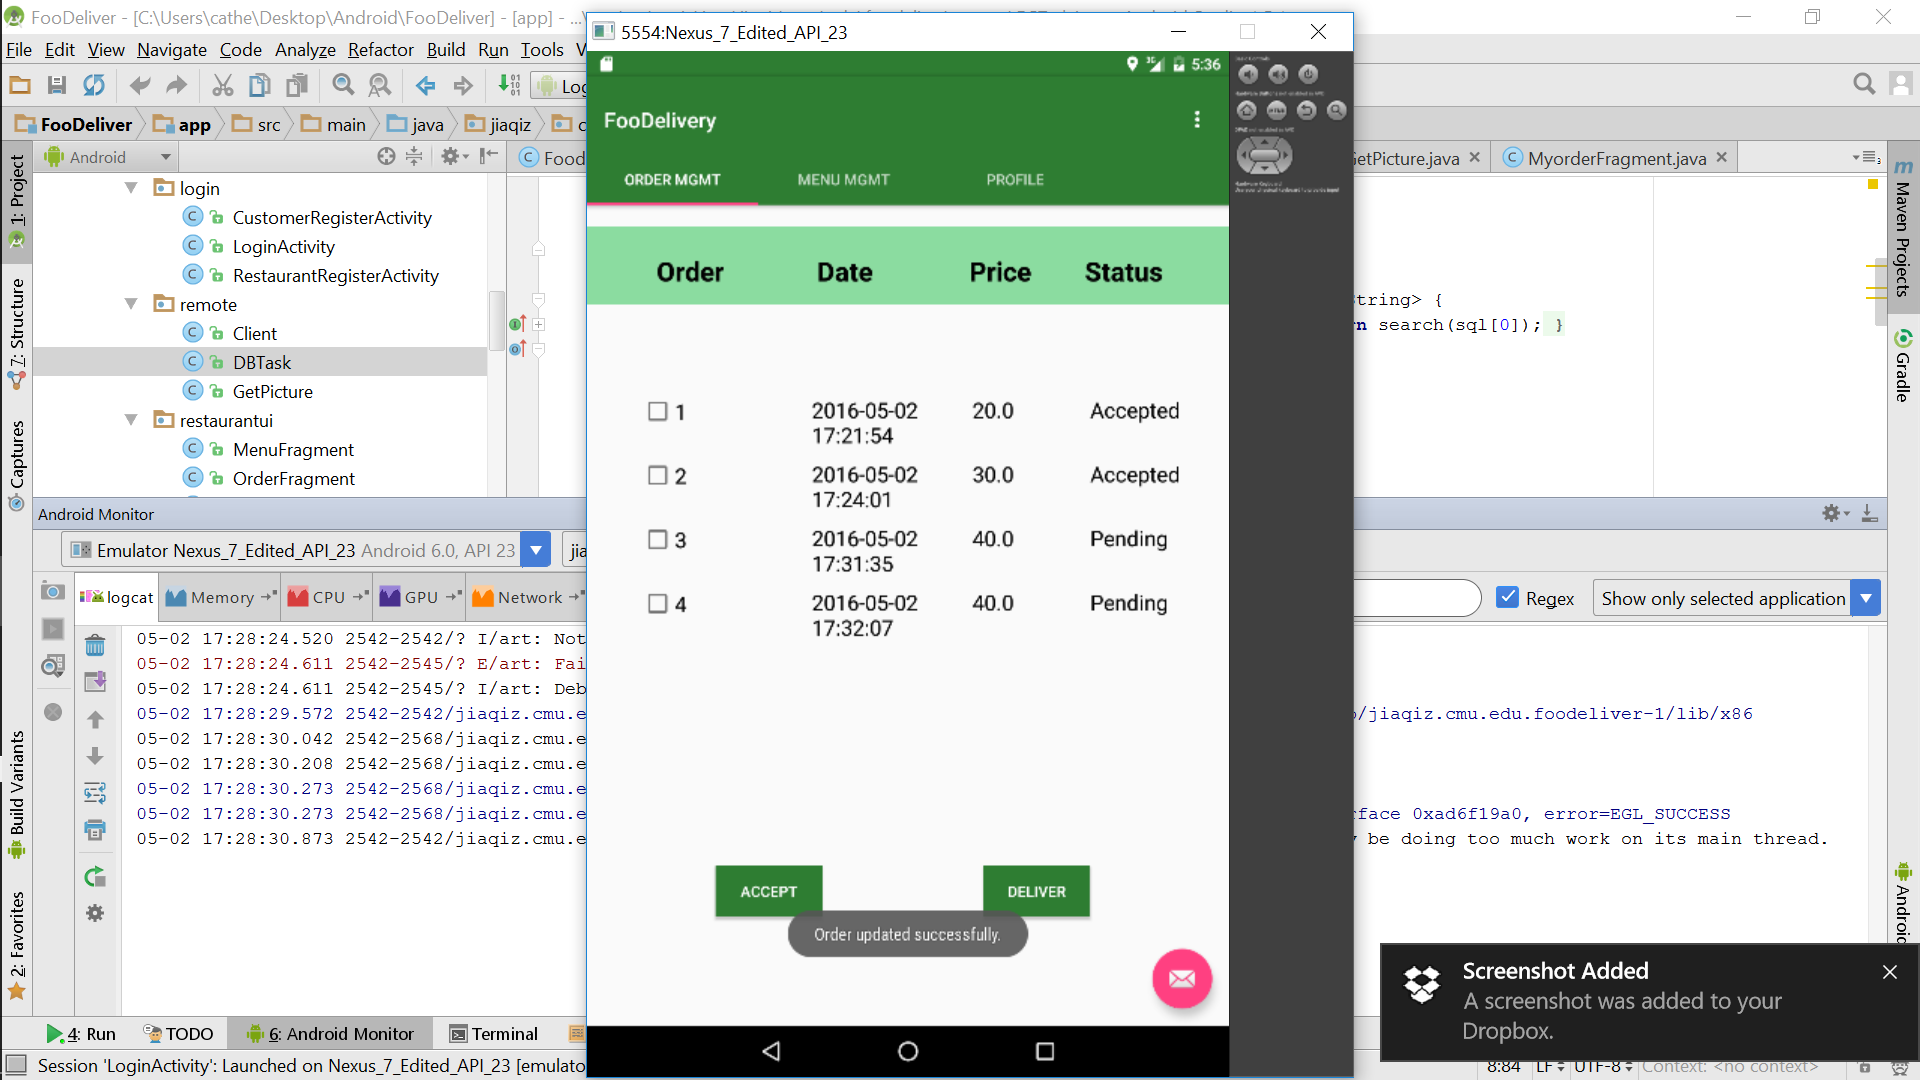 FooDeliver - [C:\Users\cathe\Desktop\Android\FooDeliver] - [app] - ...\
5554:Nexus_7_Edited_API_23
File Edit View Navigate Code Analyze Refactor Build Run Tools
5:36
FooDelivery
FooDeliver app src main java jiaqiz
ORDER MGMT MENU MGMT PROFILE
Android
GetPicture.java MyorderFragment.java
1: Project
7: Structure
Captures
Build Variants
2: Favorites
login
CustomerRegisterActivity
LoginActivity
RestaurantRegisterActivity
remote
Client
DBTask
GetPicture
restaurantui
MenuFragment
OrderFragment
Order Date Price Status
1 2016-05-02 17:21:54 20.0 Accepted
2 2016-05-02 17:24:01 30.0 Accepted
3 2016-05-02 17:31:35 40.0 Pending
4 2016-05-02 17:32:07 40.0 Pending
ACCEPT DELIVER
Order updated successfully.
String> {
n search(sql[0]); }
Maven Projects
Gradle
Android Monitor
Emulator Nexus_7_Edited_API_23 Android 6.0, API 23
logcat Memory CPU GPU Network
Regex Show only selected application
05-02 17:28:24.520 2542-2542/? I/art: Not
05-02 17:28:24.611 2542-2545/? E/art: Fai
05-02 17:28:24.611 2542-2545/? I/art: Deb
05-02 17:28:29.572 2542-2542/jiaqiz.cmu.e /jiaqiz.cmu.edu.foodeliver-1/lib/x86
05-02 17:28:30.042 2542-2568/jiaqiz.cmu.e
05-02 17:28:30.208 2542-2568/jiaqiz.cmu.e
05-02 17:28:30.273 2542-2568/jiaqiz.cmu.e
05-02 17:28:30.273 2542-2568/jiaqiz.cmu.e rface 0xad6f19a0, error=EGL_SUCCESS
05-02 17:28:30.873 2542-2542/jiaqiz.cmu.e be doing too much work on its main thread.
Screenshot Added
A screenshot was added to your
Dropbox.
4: Run TODO 6: Android Monitor Terminal
Session 'LoginActivity': Launched on Nexus_7_Edited_API_23 [emulato
8:84 LF UTF-8 Context: <no context>